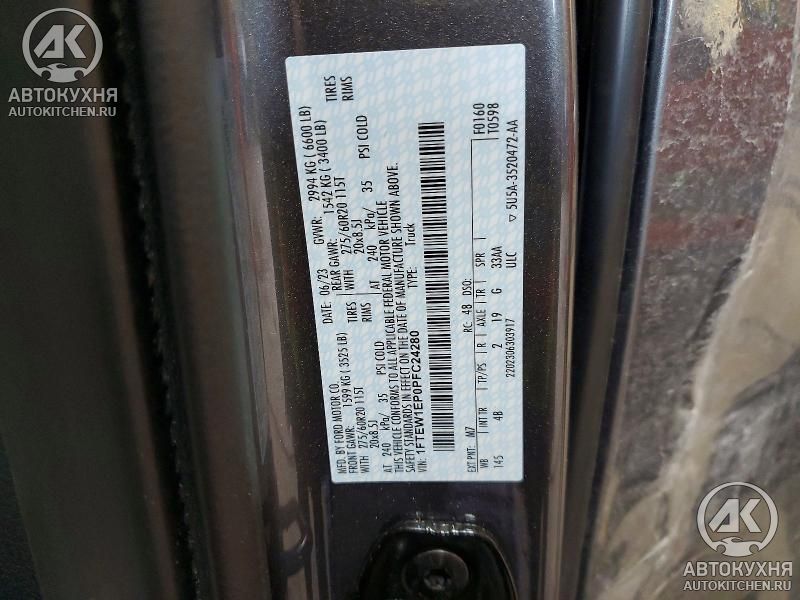 AK
АВТОКУХНЯ
AUTOKITCHEN.RU
MFD. BY FORD MOTOR CO.
DATE: 06/23 GVWR: 2994 KG ( 6600 LB)
FRONT GAWR: 1599 KG ( 3525 LB) REAR GAWR: 1542 KG ( 3400 LB)
WITH 275/60R20 115T TIRES WITH 275/60R20 115T TIRES
20x8.5J RIMS 20x8.5J RIMS
AT 240 kPa/ 35 PSI COLD AT 240 kPa/ 35 PSI COLD
THIS VEHICLE CONFORMS TO ALL APPLICABLE FEDERAL MOTOR VEHICLE
SAFETY STANDARDS IN EFFECT ON THE DATE OF MANUFACTURE SHOWN ABOVE.
VIN: 1FTEW1EP0PFC24280 TYPE: Truck
F0160
T0598
EXT PNT: M7 RC: 48 DSO:
WB INT TR TP/PS R AXLE TR SPR
145 4B 2 19 G 33AA
2202306303917 ULC
▽ 5U5A-3520472-AA
AK
АВТОКУХНЯ
AUTOKITCHEN.RU